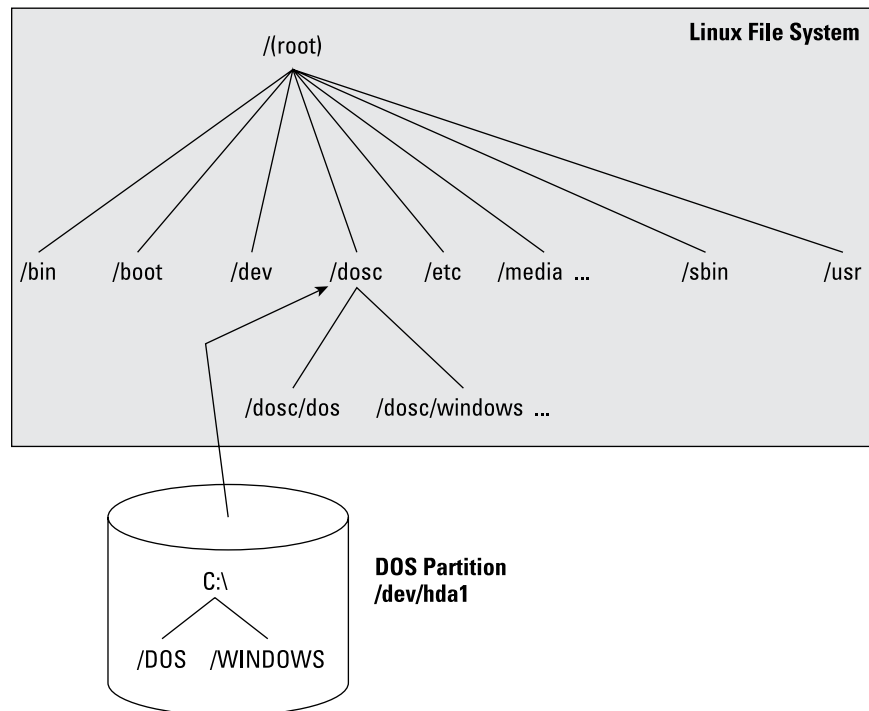 Linux File System
/(root)
/bin /boot /dev /dosc /etc /media ... /sbin /usr
/dosc/dos /dosc/windows ...
C:\
/DOS /WINDOWS
DOS Partition
/dev/hda1